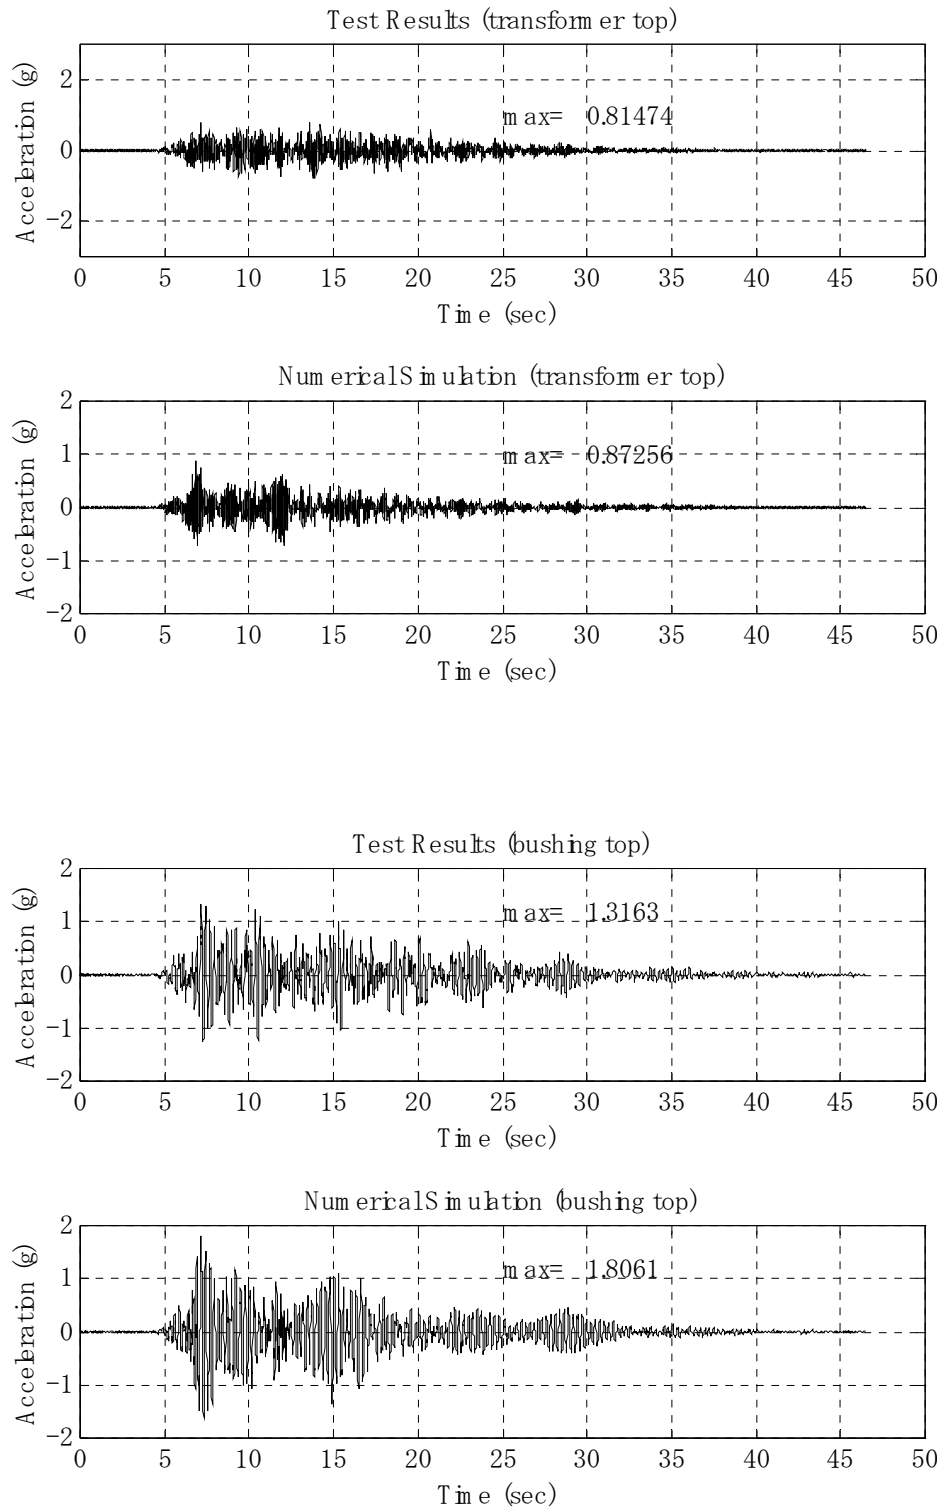 Test Results (transformer top)
2
0
-2
Acceleration (g)
max= 0.81474
0 5 10 15 20 25 30 35 40 45 50
Time (sec)
Numerical Simulation (transformer top)
2
1
0
-1
-2
Acceleration (g)
max= 0.87256
0 5 10 15 20 25 30 35 40 45 50
Time (sec)
Test Results (bushing top)
2
1
0
-1
-2
Acceleration (g)
max= 1.3163
0 5 10 15 20 25 30 35 40 45 50
Time (sec)
Numerical Simulation (bushing top)
2
1
0
-1
-2
Acceleration (g)
max= 1.8061
0 5 10 15 20 25 30 35 40 45 50
Time (sec)